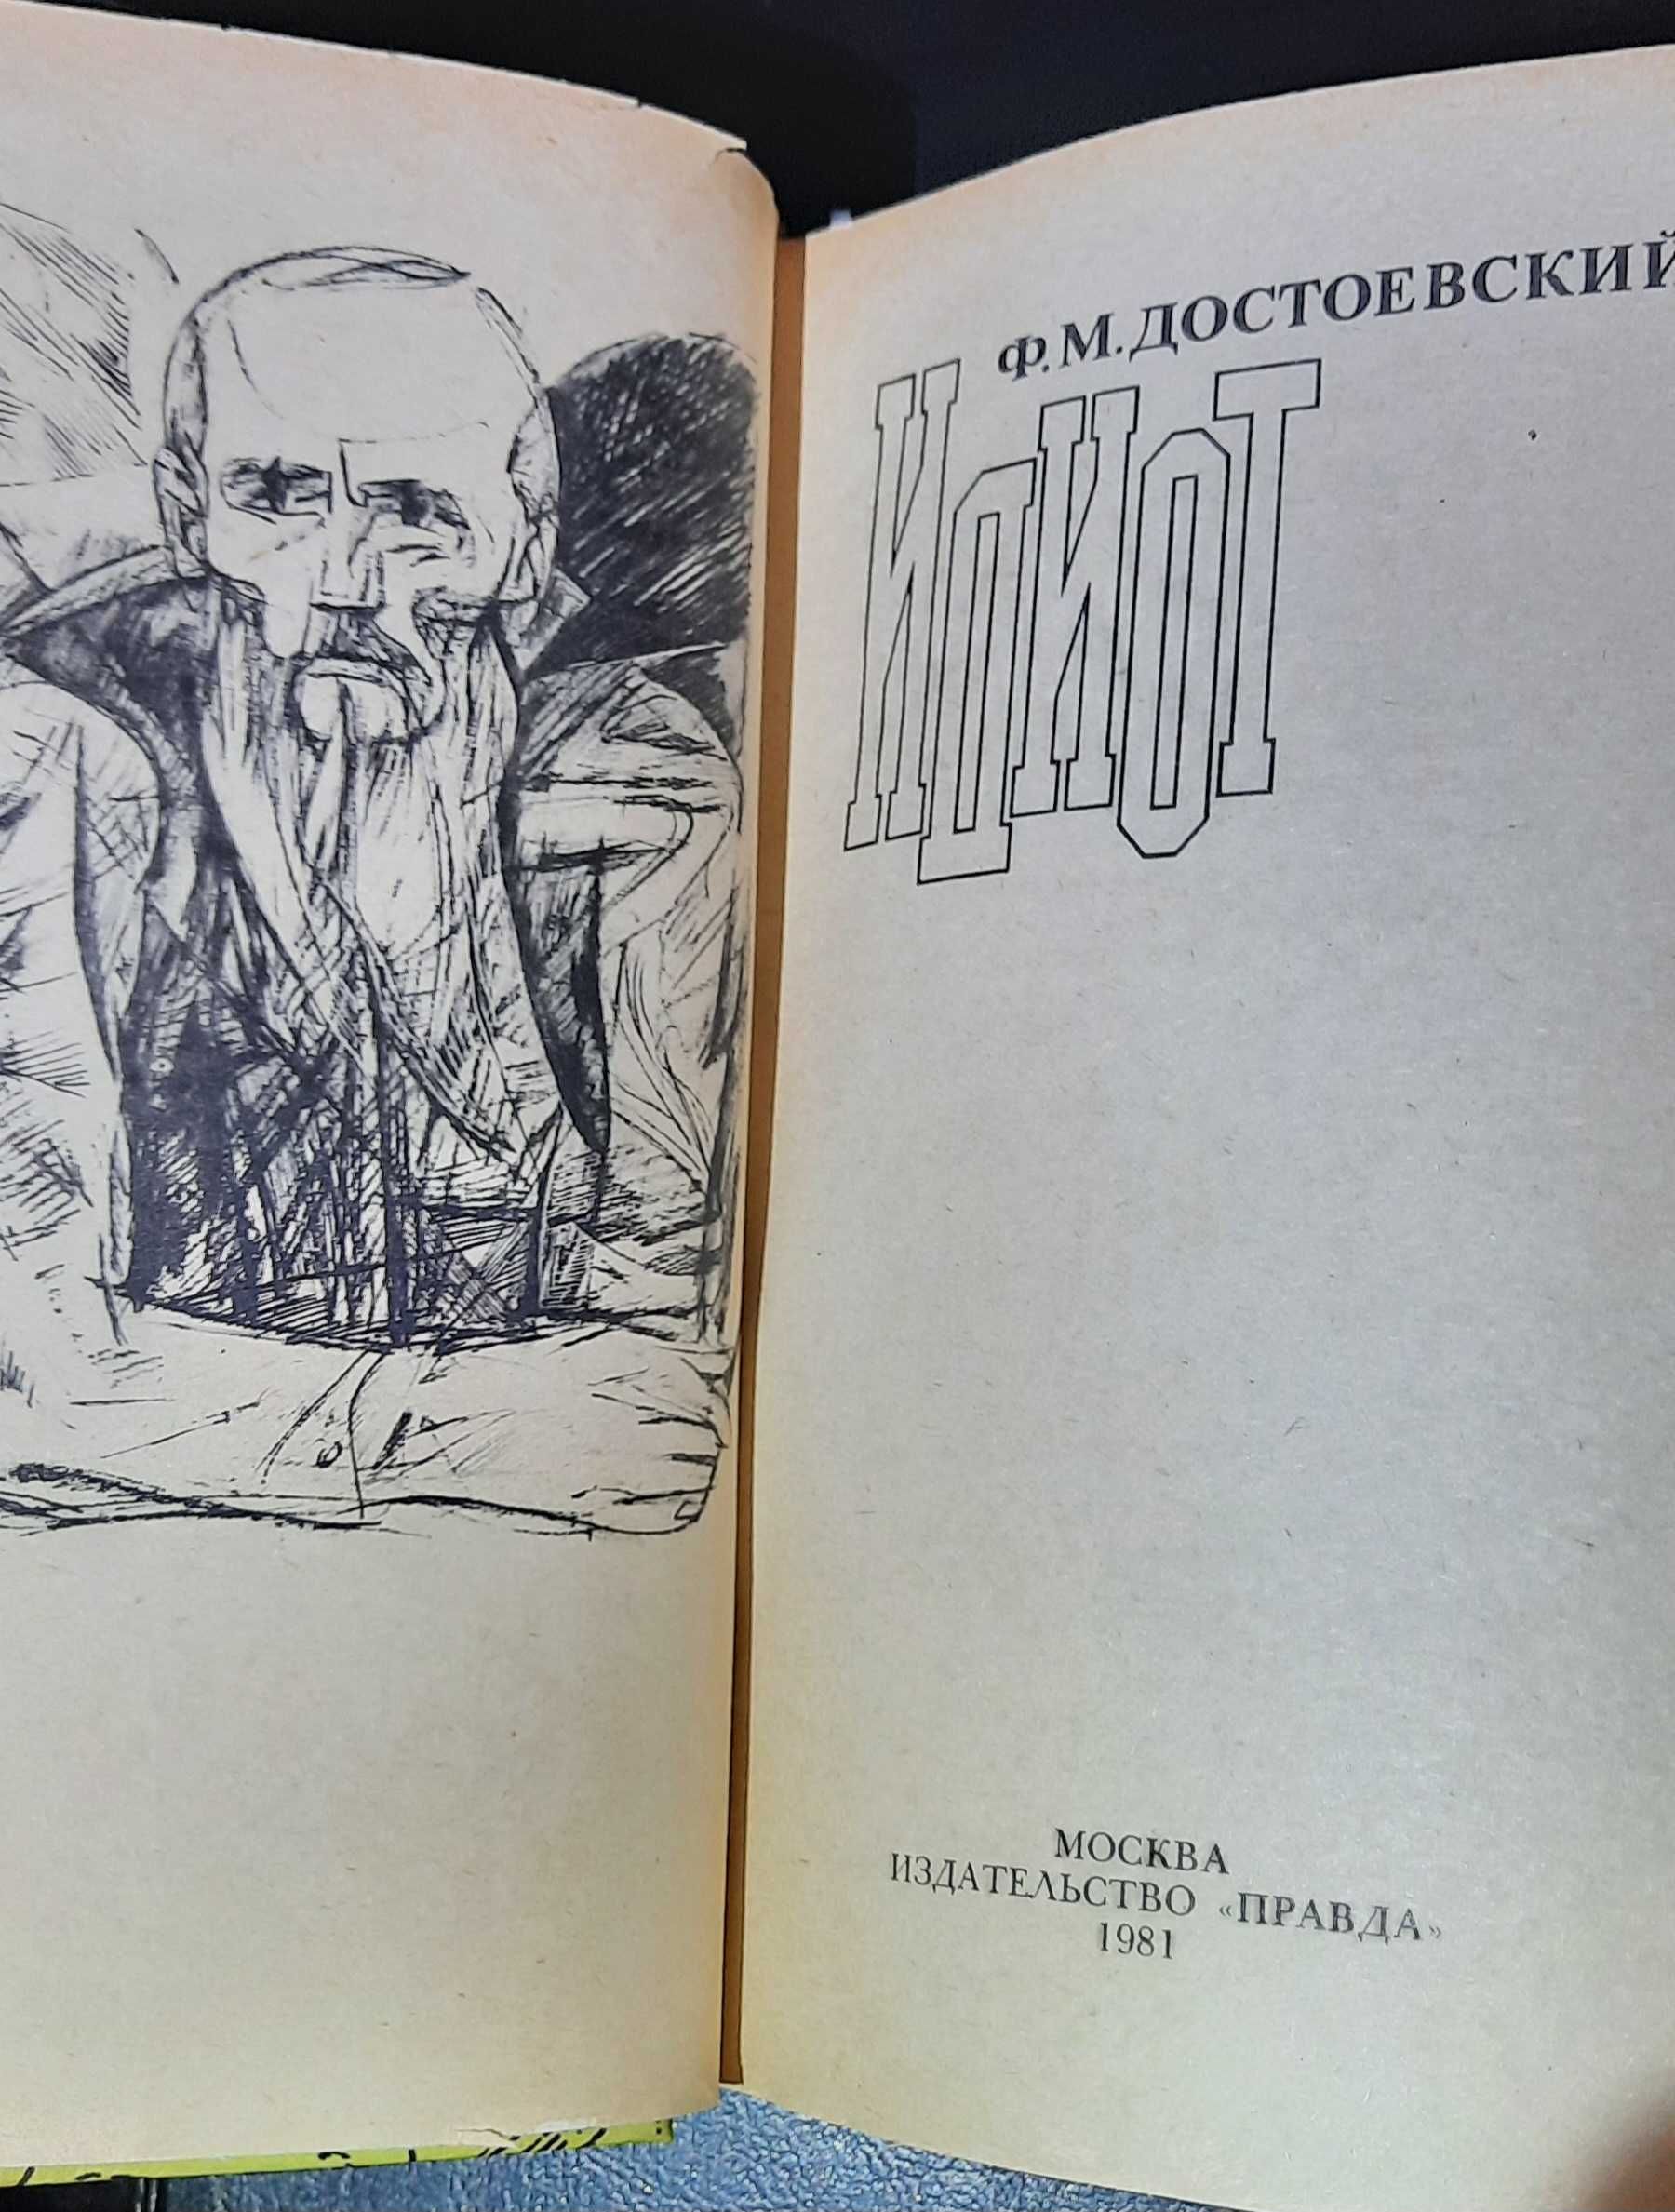 Ф. М. ДОСТОЕВСКИЙ
ИДИОТ
МОСКВА
ИЗДАТЕЛЬСТВО «ПРАВДА»
1981